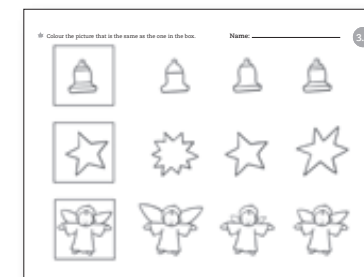 Colour the picture that is the same as the one in the box. Name:
3.